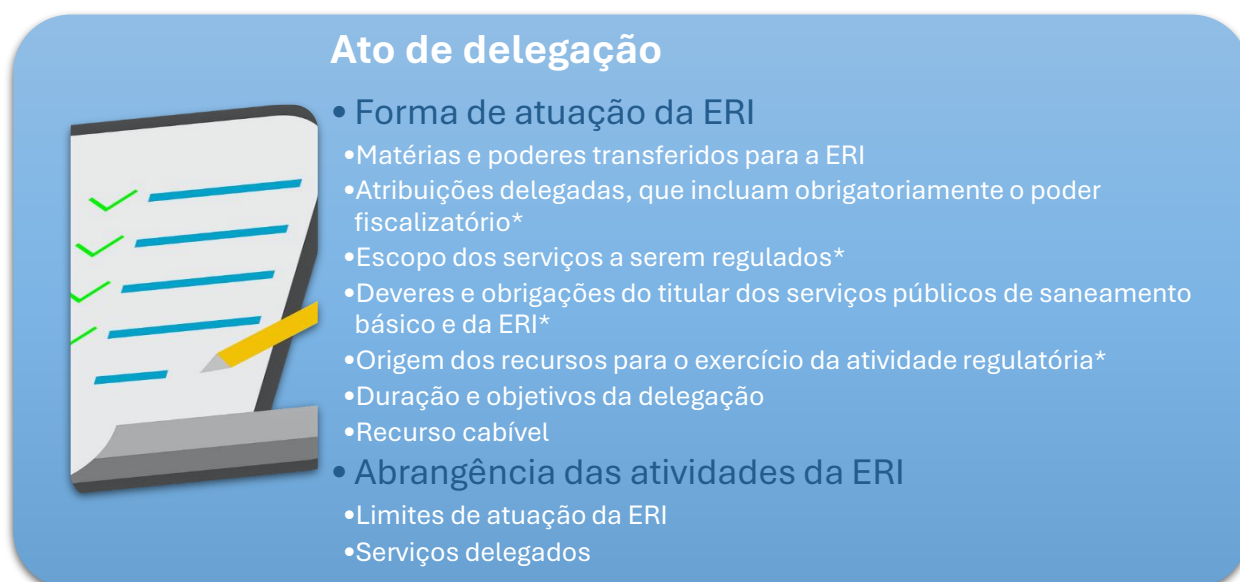 Ato de delegação
• Forma de atuação da ERI
•Matérias e poderes transferidos para a ERI
•Atribuições delegadas, que incluam obrigatoriamente o poder
fiscalizatório*
•Escopo dos serviços a serem regulados*
•Deveres e obrigações do titular dos serviços públicos de saneamento
básico e da ERI*
•Origem dos recursos para o exercício da atividade regulatória*
•Duração e objetivos da delegação
•Recurso cabível
• Abrangência das atividades da ERI
•Limites de atuação da ERI
•Serviços delegados